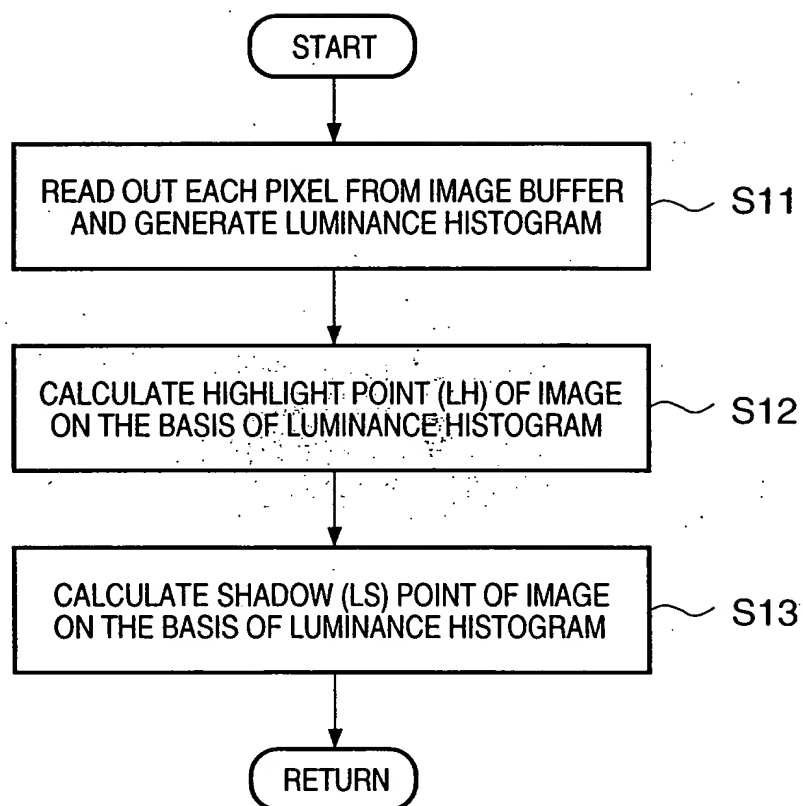 START
READ OUT EACH PIXEL FROM IMAGE BUFFER
AND GENERATE LUMINANCE HISTOGRAM
S11
CALCULATE HIGHLIGHT POINT (LH) OF IMAGE
ON THE BASIS OF LUMINANCE HISTOGRAM
S12
CALCULATE SHADOW (LS) POINT OF IMAGE
ON THE BASIS OF LUMINANCE HISTOGRAM
S13
RETURN